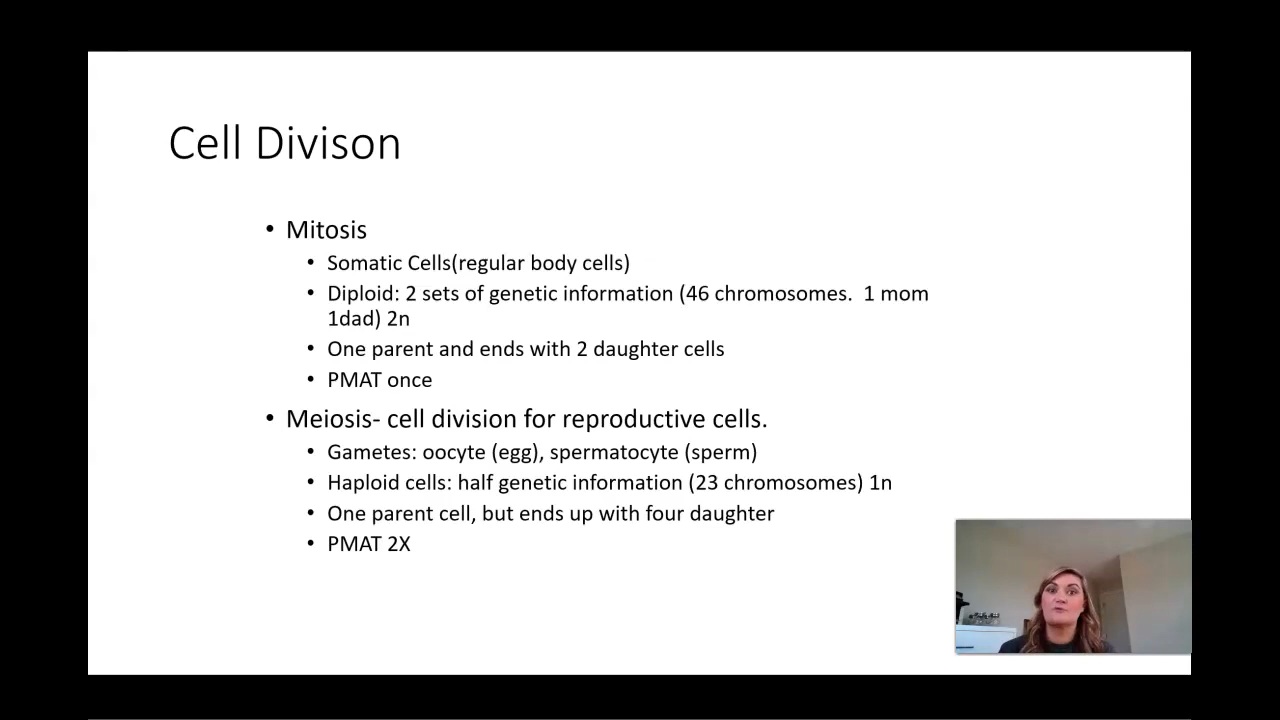 Cell Divison
• Mitosis
• Somatic Cells(regular body cells)
• Diploid: 2 sets of genetic information (46 chromosomes.  1 mom
1dad) 2n
• One parent and ends with 2 daughter cells
• PMAT once
• Meiosis- cell division for reproductive cells.
• Gametes: oocyte (egg), spermatocyte (sperm)
• Haploid cells: half genetic information (23 chromosomes) 1n
• One parent cell, but ends up with four daughter
• PMAT 2X